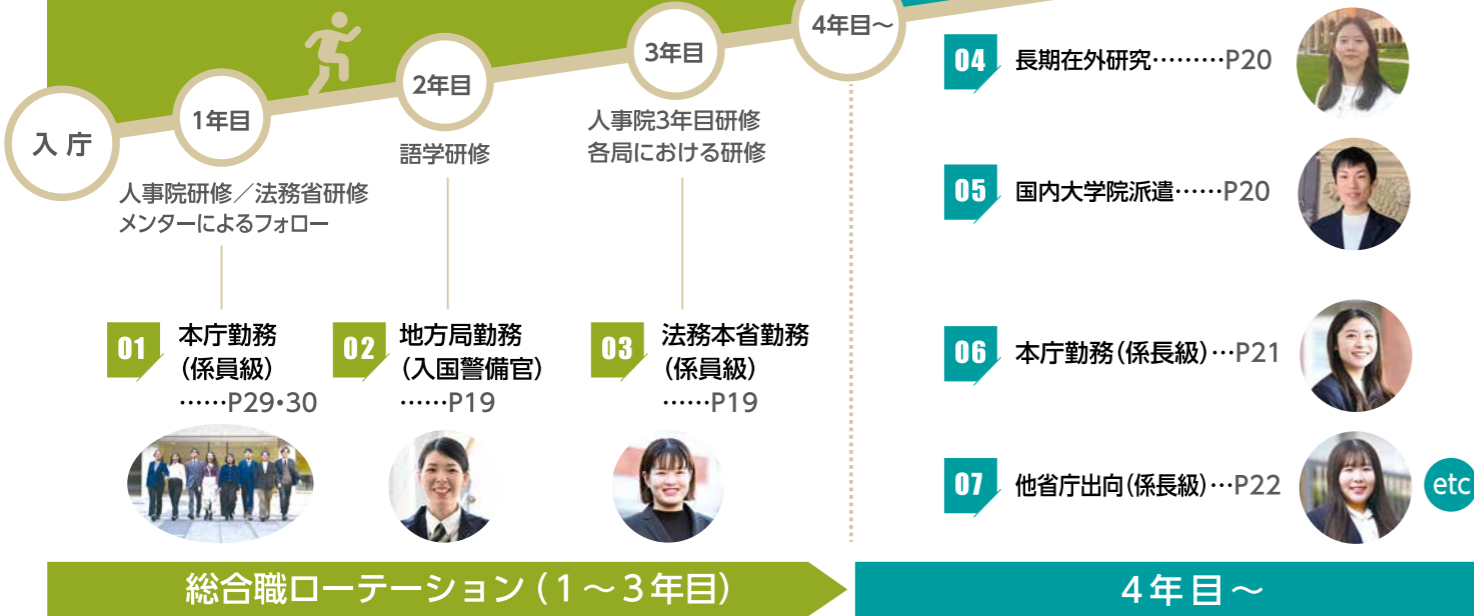 入庁
1年目
人事院研修／法務省研修
メンターによるフォロー
2年目
語学研修
3年目
人事院3年目研修
各局における研修
4年目～
01 本庁勤務
(係員級)
……P29・30
02 地方局勤務
(入国警備官)
……P19
03 法務本省勤務
(係員級)
……P19
04 長期在外研究………P20
05 国内大学院派遣……P20
06 本庁勤務(係長級)…P21
07 他省庁出向(係長級)…P22
etc
総合職ローテーション(1～3年目)
4年目～